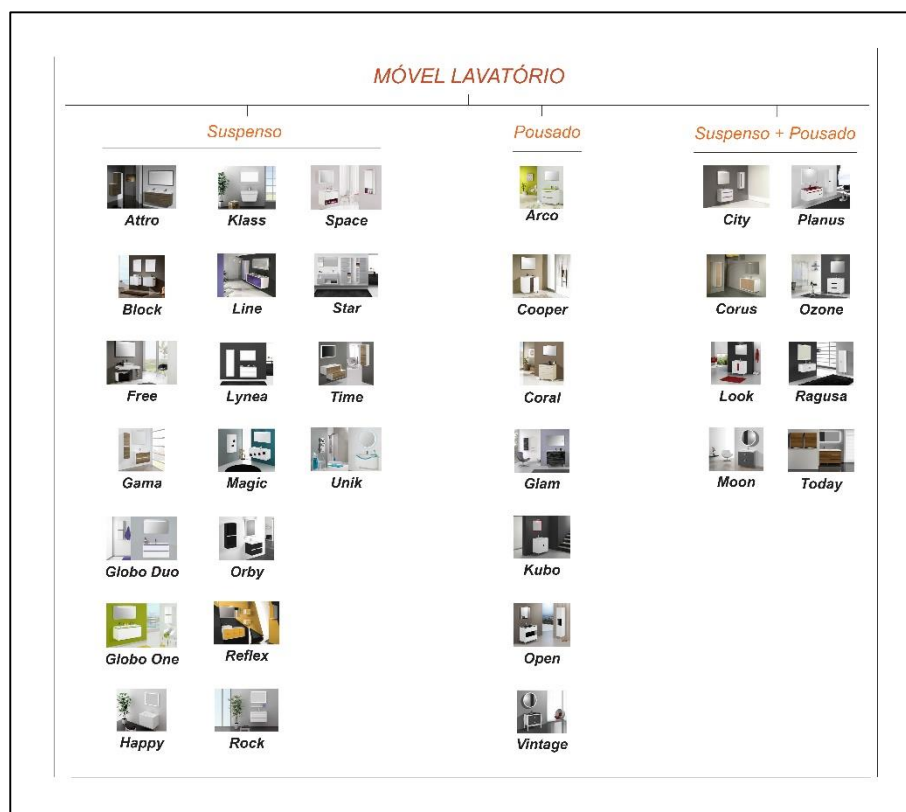 MÓVEL LAVATÓRIO
Suspenso
Pousado
Suspenso + Pousado
Attro
Klass
Space
Arco
City
Planus
Block
Line
Star
Cooper
Corus
Ozone
Free
Lynea
Time
Coral
Look
Ragusa
Gama
Magic
Unik
Glam
Moon
Today
Globo Duo
Orby
Kubo
Globo One
Reflex
Open
Happy
Rock
Vintage